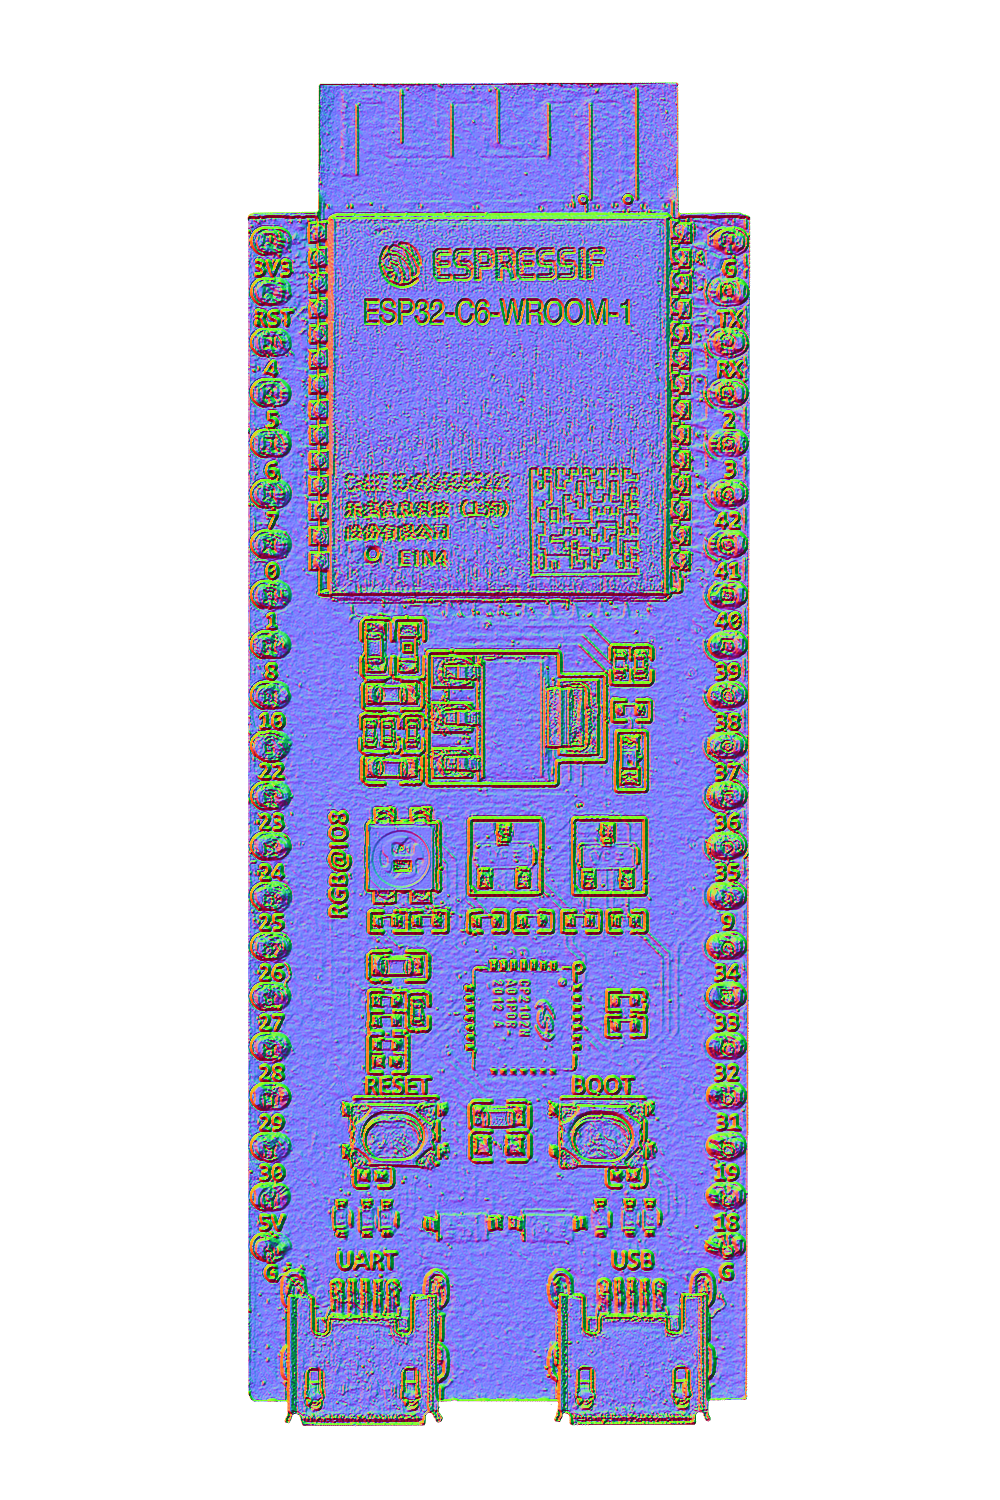 ESPRESSIF
ESP32-C6-WROOM-1
3V3 G
RST TX
4 RX
5 2
6 3
7 42
0 41
1 40
8 39
10 38
22 37
23 36
24 35
25 9
26 34
27 33
28 32
29 31
30 19
5V 18
G G
RGB@IO8
CP2102N
RESET BOOT
UART USB